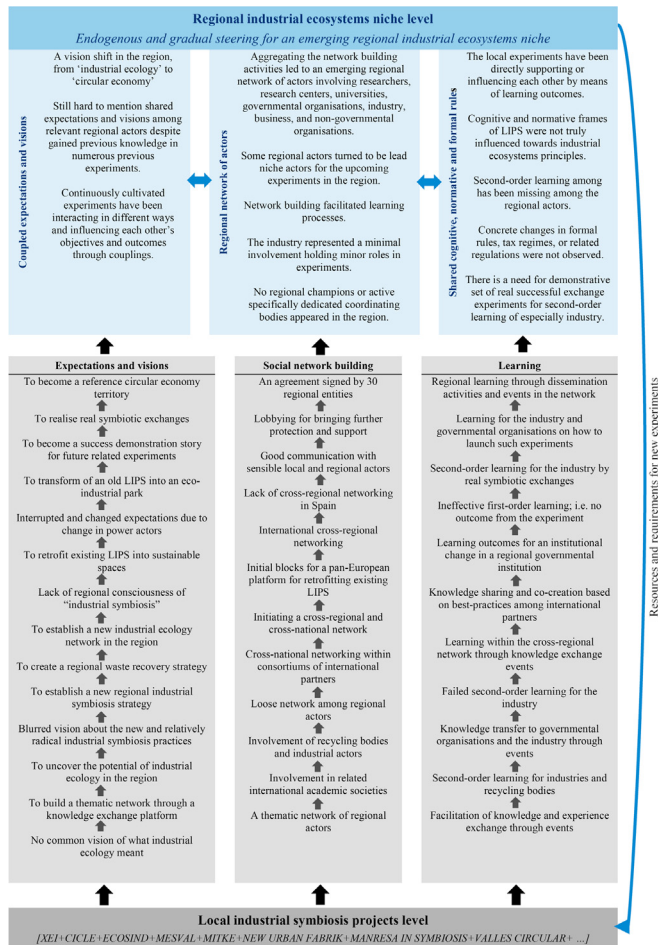 Regional industrial ecosystems niche level
Endogenous and gradual steering for an emerging regional industrial ecosystems niche
Coupled expectations and visions
A vision shift in the region,
from ‘industrial ecology’ to
‘circular economy’
Still hard to mention shared
expectations and visions among
relevant regional actors despite
gained previous knowledge in
numerous previous
experiments.
Continuously cultivated
experiments have been
interacting in different ways
and influencing each other’s
objectives and outcomes
through couplings.
Regional network of actors
Aggregating the network building
activities led to an emerging regional
network of actors involving researchers,
research centers, universities,
governmental organisations, industry,
business, and non-governmental
organisations.
Some regional actors turned to be lead
niche actors for the upcoming
experiments in the region.
Network building facilitated learning
processes.
The industry represented a minimal
involvement holding minor roles in
experiments.
No regional champions or active
specifically dedicated coordinating
bodies appeared in the region.
Shared cognitive, normative and formal rules
The local experiments have been
directly supporting or
influencing each other by means
of learning outcomes.
Cognitive and normative frames
of LIPS were not truly
influenced towards industrial
ecosystems principles.
Second-order learning among
has been missing among the
regional actors.
Concrete changes in formal
rules, tax regimes, or related
regulations were not observed.
There is a need for demonstrative
set of real successful exchange
experiments for second-order
learning of especially industry.
Expectations and visions
To become a reference circular economy
territory
To realise real symbiotic exchanges
To become a success demonstration story
for future related experiments
To transform of an old LIPS into an eco-
industrial park
Interrupted and changed expectations due to
change in power actors
To retrofit existing LIPS into sustainable
spaces
Lack of regional consciousness of
“industrial symbiosis”
To establish a new industrial ecology
network in the region
To create a regional waste recovery strategy
To establish a new regional industrial
symbiosis strategy
Blurred vision about the new and relatively
radical industrial symbiosis practices
To uncover the potential of industrial
ecology in the region
To build a thematic network through a
knowledge exchange platform
No common vision of what industrial
ecology meant
Social network building
An agreement signed by 30
regional entities
Lobbying for bringing further
protection and support
Good communication with
sensible local and regional actors
Lack of cross-regional networking
in Spain
International cross-regional
networking
Initial blocks for a pan-European
platform for retrofitting existing
LIPS
Initiating a cross-regional and
cross-national network
Cross-national networking within
consortiums of international
partners
Loose network among regional
actors
Involvement of recycling bodies
and industrial actors
Involvement in related
international academic societies
A thematic network of regional
actors
Learning
Regional learning through dissemination
activities and events in the network
Learning for the industry and
governmental organisations on how to
launch such experiments
Second-order learning for the industry by
real symbiotic exchanges
Ineffective first-order learning; i.e. no
outcome from the experiment
Learning outcomes for an institutional
change in a regional governmental
institution
Knowledge sharing and co-creation based
on best-practices among international
partners
Learning within the cross-regional
network through knowledge exchange
events
Failed second-order learning for the
industry
Knowledge transfer to governmental
organisations and the industry through
events
Second-order learning for industries and
recycling bodies
Facilitation of knowledge and experience
exchange through events
Resources and requirements for new experiments
Local industrial symbiosis projects level
[XEI+CICLE+ECOSIND+MESVAL+MITKE+NEW URBAN FABRIK+MANRESA IN SYMBIOSIS+VALLES CIRCULAR+ …]